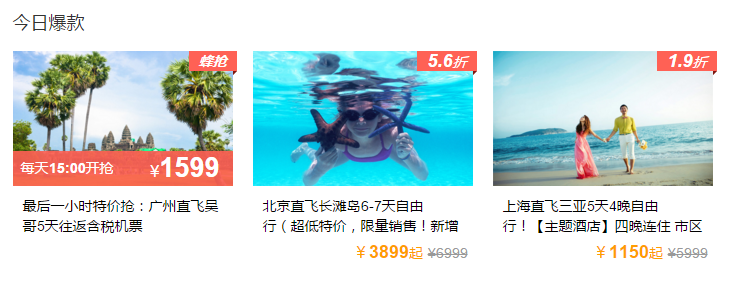 今日爆款
蜂抢
5.6折
1.9折
每天15:00开抢 ¥1599
最后一小时特价抢：广州直飞吴
哥5天往返含税机票
北京直飞长滩岛6-7天自由
行（超低特价，限量销售！新增
¥3899起 ¥6999
上海直飞三亚5天4晚自由
行！【主题酒店】四晚连住 市区
¥1150起 ¥5999